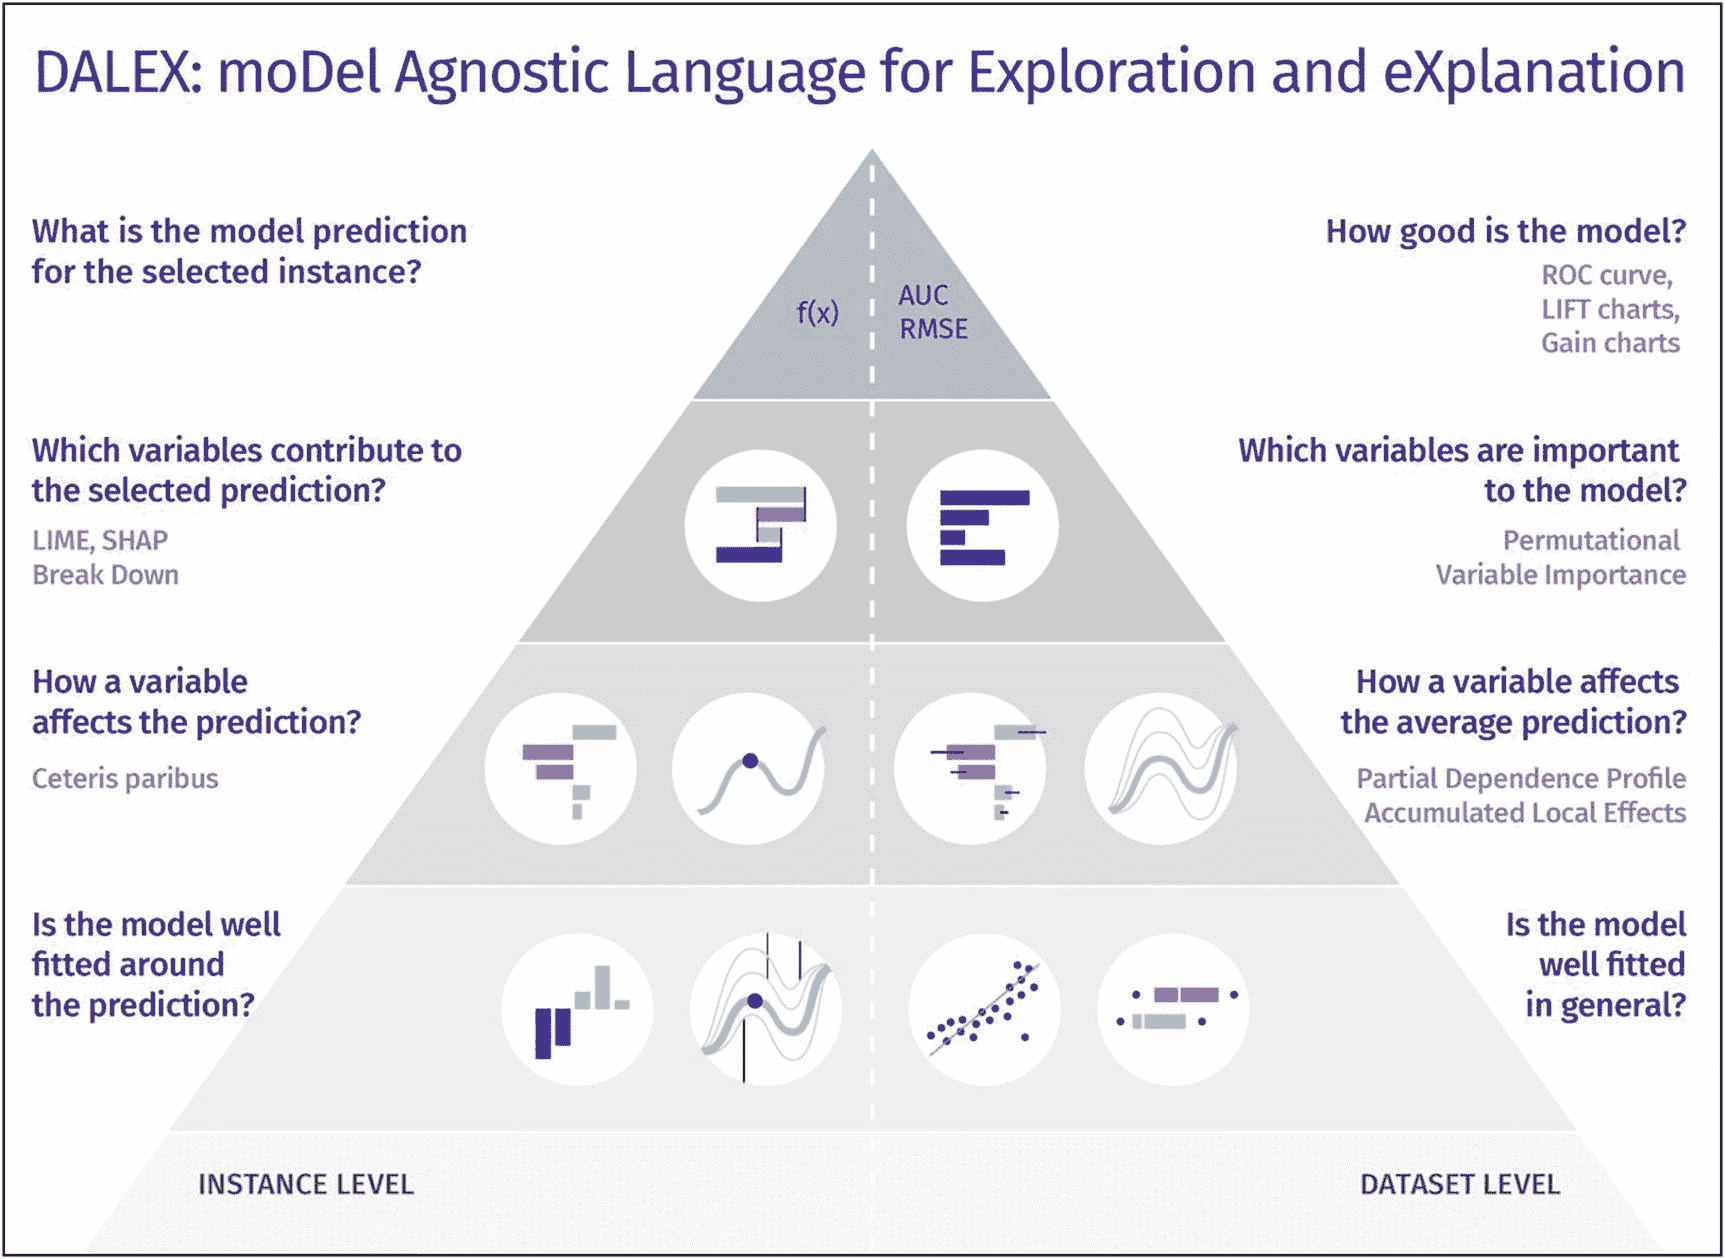 DALEX: moDel Agnostic Language for Exploration and eXplanation
What is the model prediction
for the selected instance?
f(x)
AUC
RMSE
How good is the model?
ROC curve,
LIFT charts,
Gain charts
Which variables contribute to
the selected prediction?
LIME, SHAP
Break Down
Which variables are important
to the model?
Permutational
Variable Importance
How a variable
affects the prediction?
Ceteris paribus
How a variable affects
the average prediction?
Partial Dependence Profile
Accumulated Local Effects
Is the model well
fitted around
the prediction?
Is the model
well fitted
in general?
INSTANCE LEVEL
DATASET LEVEL